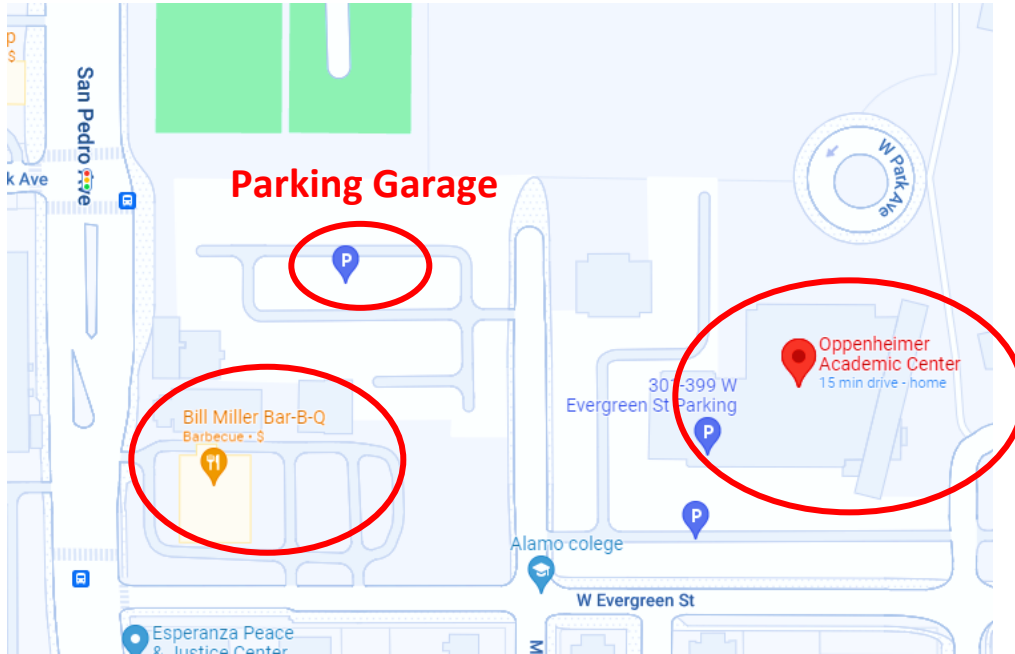 p
$
San Pedro Ave
k Ave
W Park Ave
Parking Garage
P
Oppenheimer
Academic Center
15 min drive - home
301-399 W
Evergreen St Parking
P
Bill Miller Bar-B-Q
Barbecue • $
P
Alamo colege
W Evergreen St
Esperanza Peace
& Justice Center
M